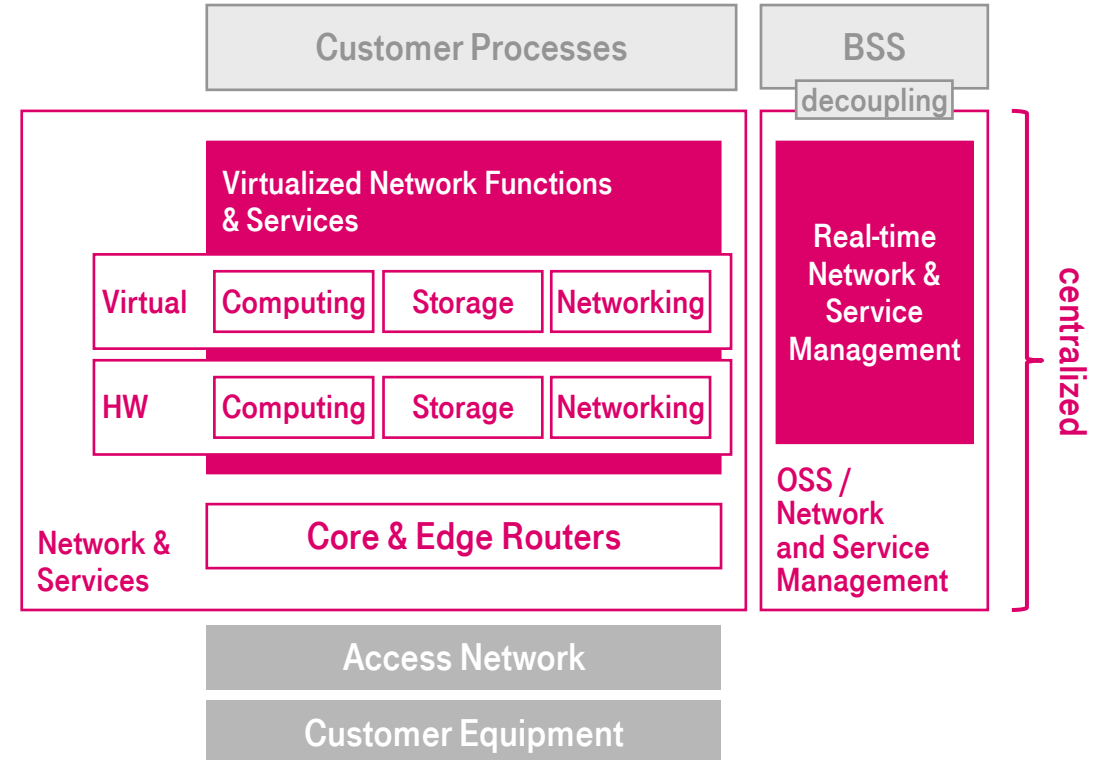 Customer Processes
BSS
decoupling
Virtualized Network Functions
& Services
Virtual
Computing
Storage
Networking
HW
Computing
Storage
Networking
Core & Edge Routers
Network &
Services
Real-time
Network &
Service
Management
OSS /
Network
and Service
Management
centralized
Access Network
Customer Equipment